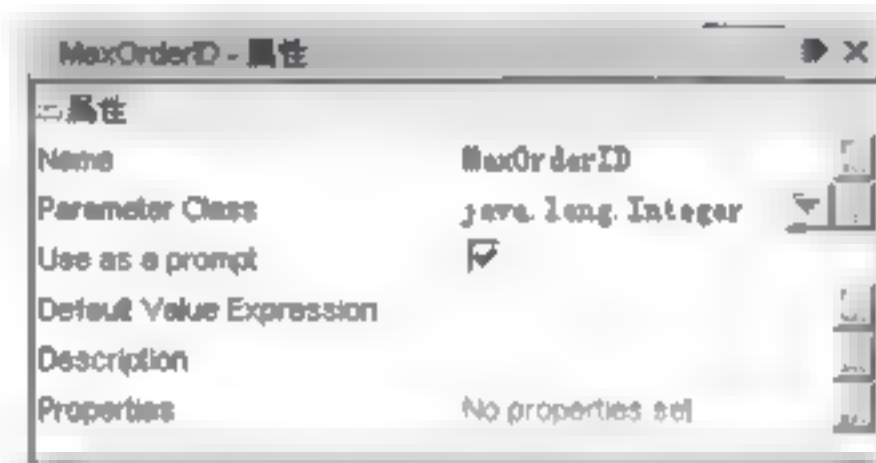 MaxOrderID - 属性
属性
Name MaxOrderID
Parameter Class java.lang.Integer
Use as a prompt
Default Value Expression
Description
Properties No properties set